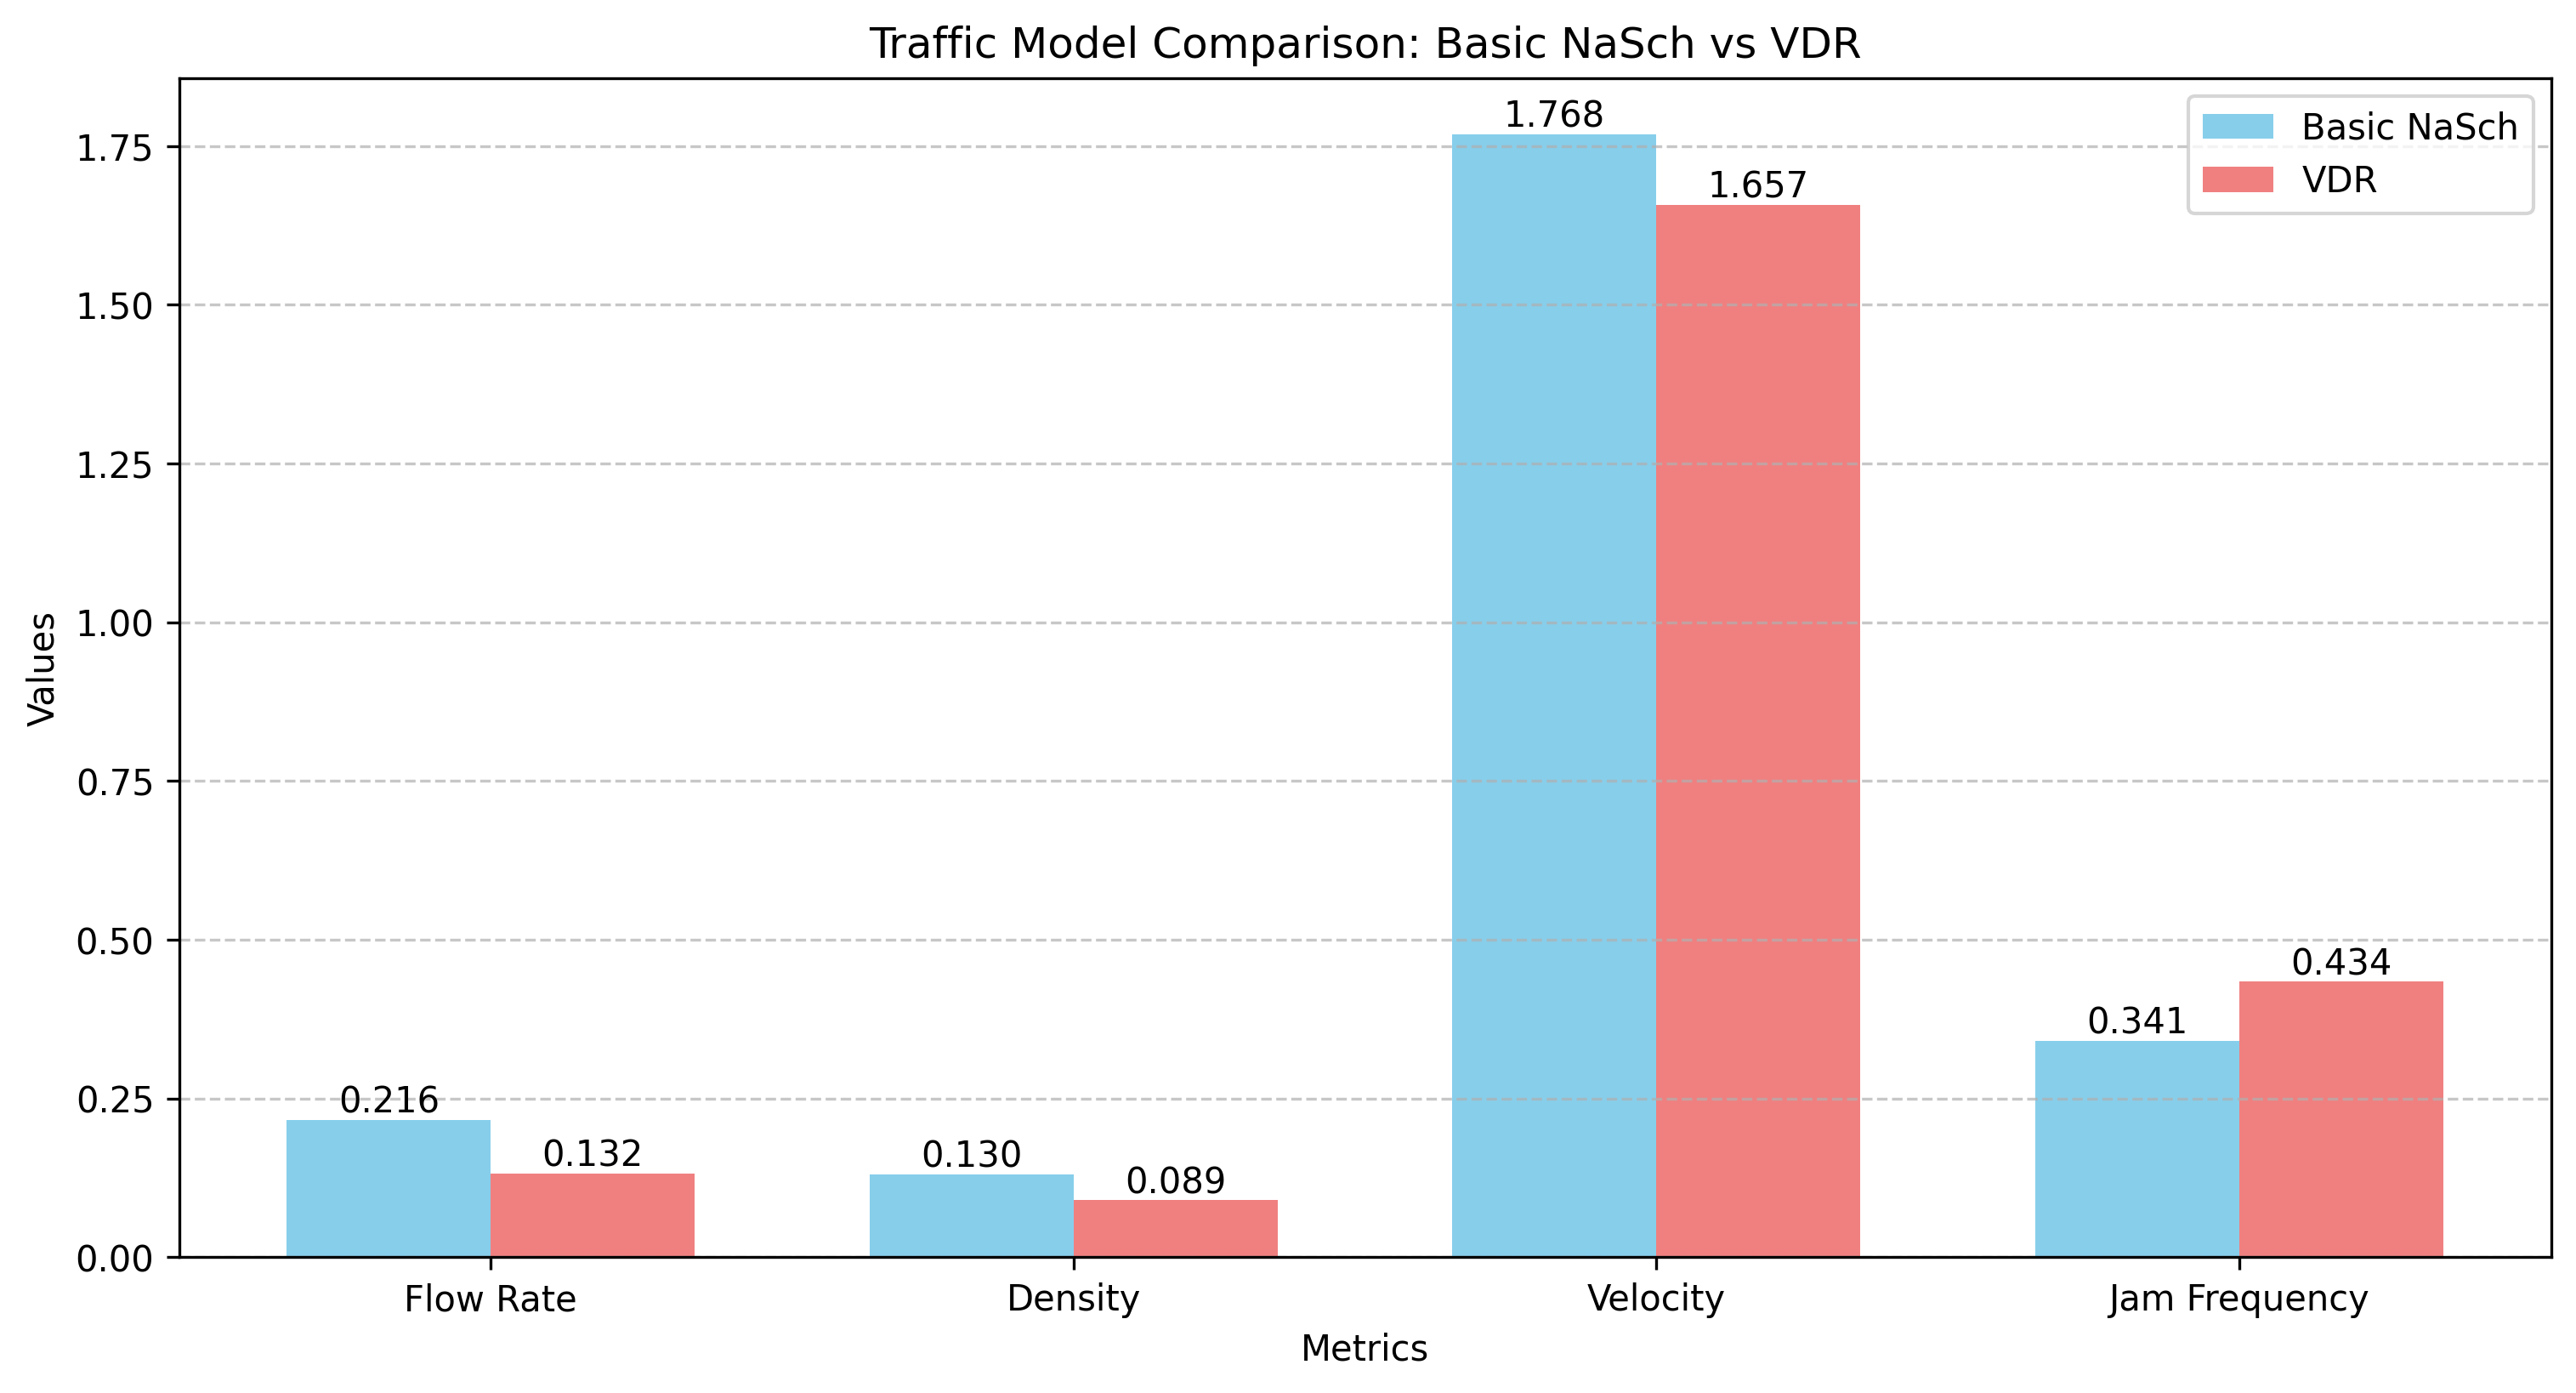 Traffic Model Comparison: Basic NaSch vs VDR
Basic NaSch
VDR
Values
1.75
1.50
1.25
1.00
0.75
0.50
0.25
0.00
0.216
0.132
0.130
0.089
1.768
1.657
0.341
0.434
Flow Rate
Density
Velocity
Jam Frequency
Metrics